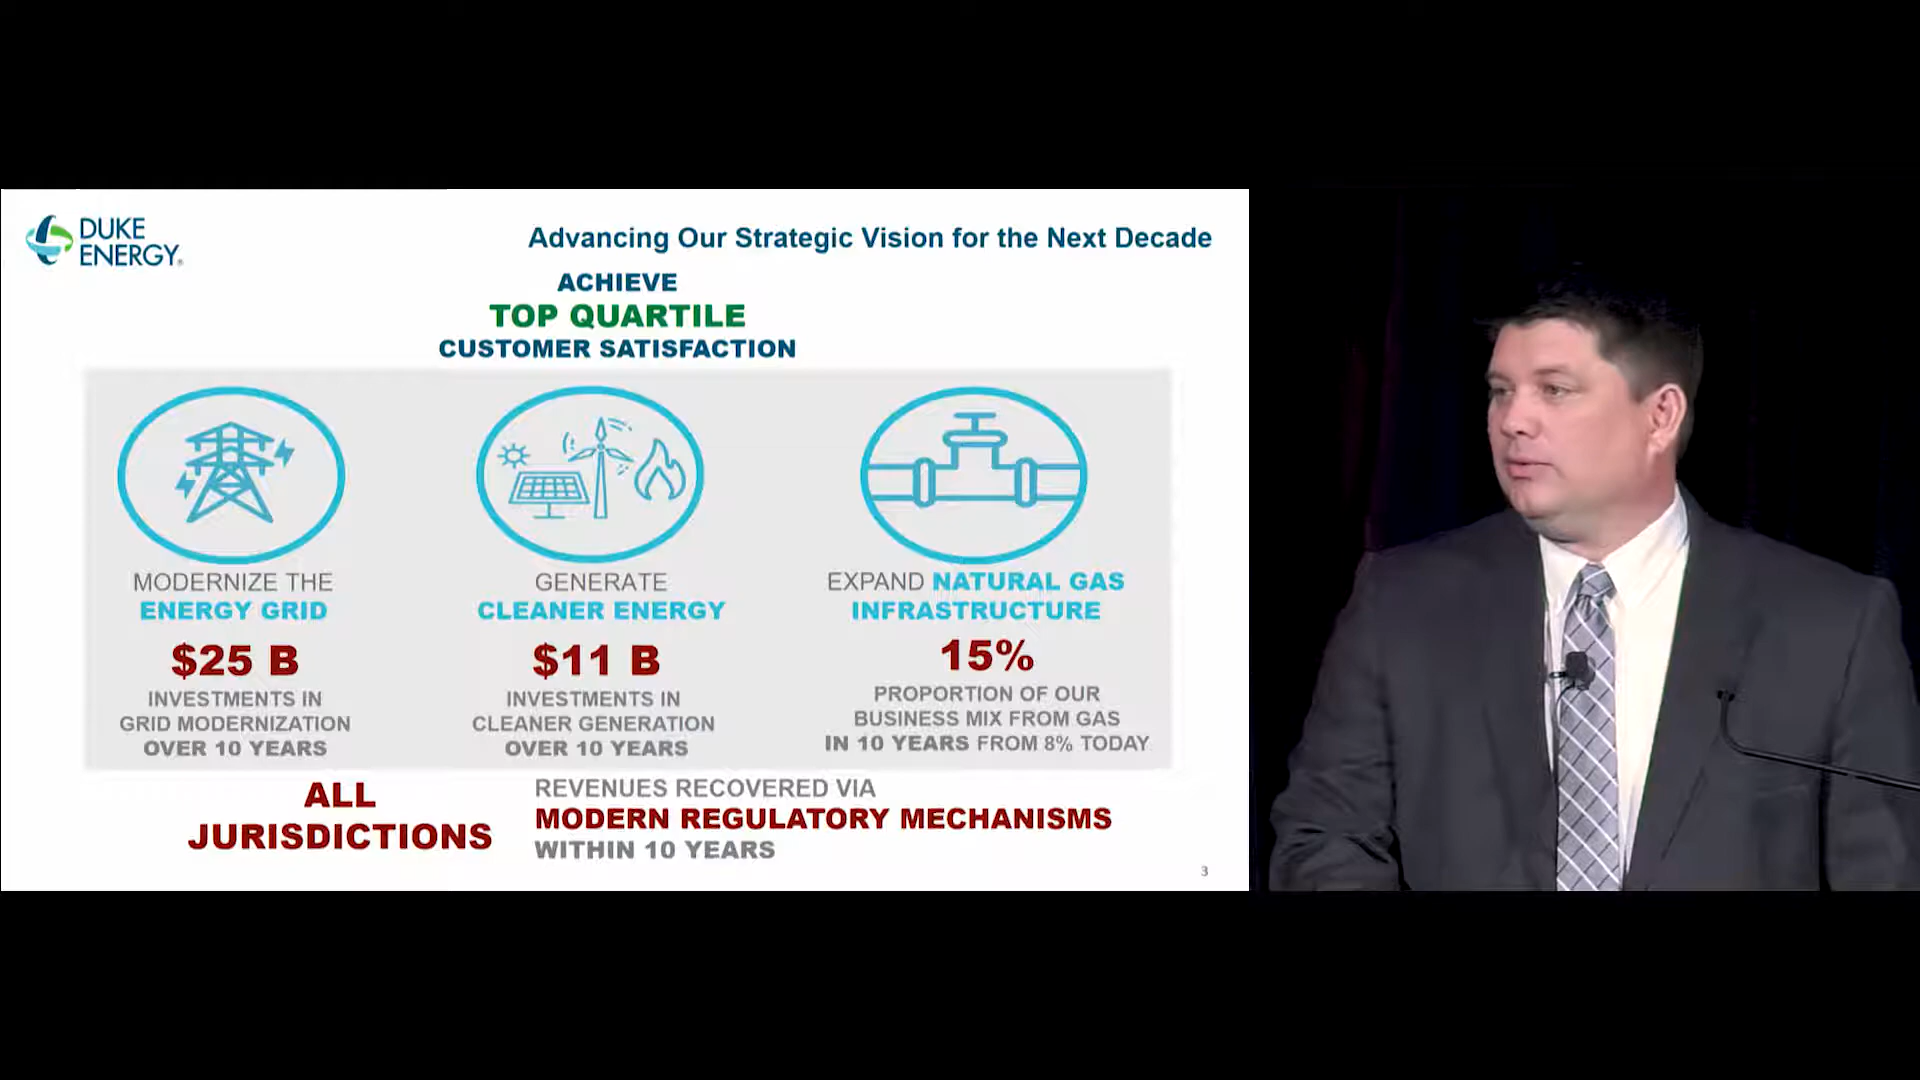 DUKE
ENERGY®
Advancing Our Strategic Vision for the Next Decade
ACHIEVE
TOP QUARTILE
CUSTOMER SATISFACTION
MODERNIZE THE
ENERGY GRID
$25 B
INVESTMENTS IN
GRID MODERNIZATION
OVER 10 YEARS
GENERATE
CLEANER ENERGY
$11 B
INVESTMENTS IN
CLEANER GENERATION
OVER 10 YEARS
EXPAND NATURAL GAS
INFRASTRUCTURE
15%
PROPORTION OF OUR
BUSINESS MIX FROM GAS
IN 10 YEARS FROM 8% TODAY
ALL
JURISDICTIONS
REVENUES RECOVERED VIA
MODERN REGULATORY MECHANISMS
WITHIN 10 YEARS
3